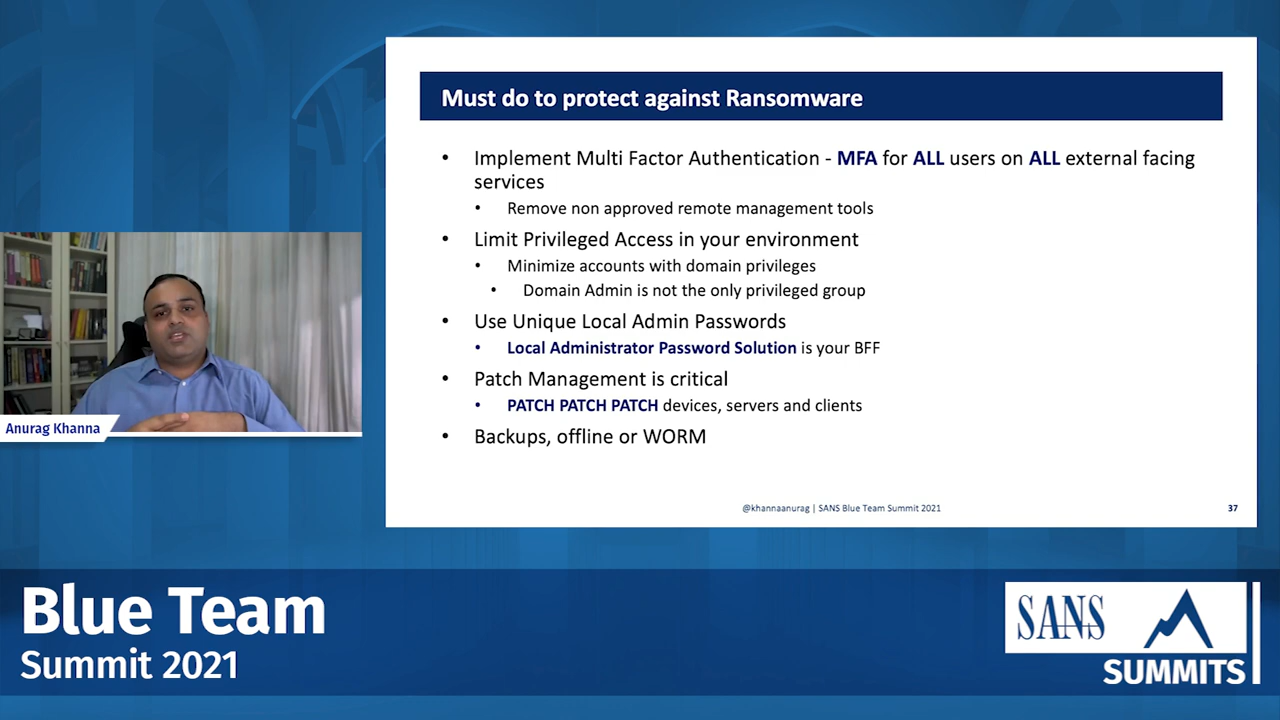 Must do to protect against Ransomware
• Implement Multi Factor Authentication - MFA for ALL users on ALL external facing
services
• Remove non approved remote management tools
• Limit Privileged Access in your environment
• Minimize accounts with domain privileges
• Domain Admin is not the only privileged group
• Use Unique Local Admin Passwords
• Local Administrator Password Solution is your BFF
• Patch Management is critical
• PATCH PATCH PATCH devices, servers and clients
• Backups, offline or WORM
@khannaanurag | SANS Blue Team Summit 2021
37
Anurag Khanna
Blue Team
Summit 2021
SANS
SUMMITS